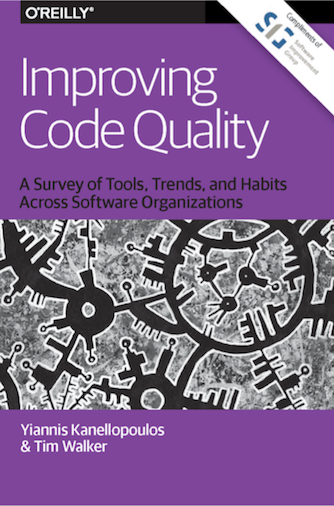 O'REILLY®
Compliments of
SIG
Software
Improvement
Group
Improving
Code Quality
A Survey of Tools, Trends, and Habits
Across Software Organizations
Yiannis Kanellopoulos
& Tim Walker